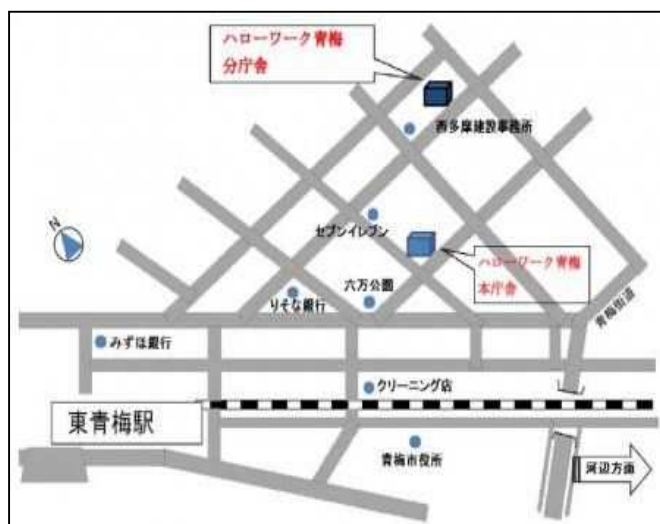 ハローワーク青梅
分庁舎
西多摩建設事務所
N
セブンイレブン
ハローワーク青梅
本庁舎
六万公園
りそな銀行
青梅街道
みずほ銀行
クリーニング店
東青梅駅
青梅市役所
河辺方面